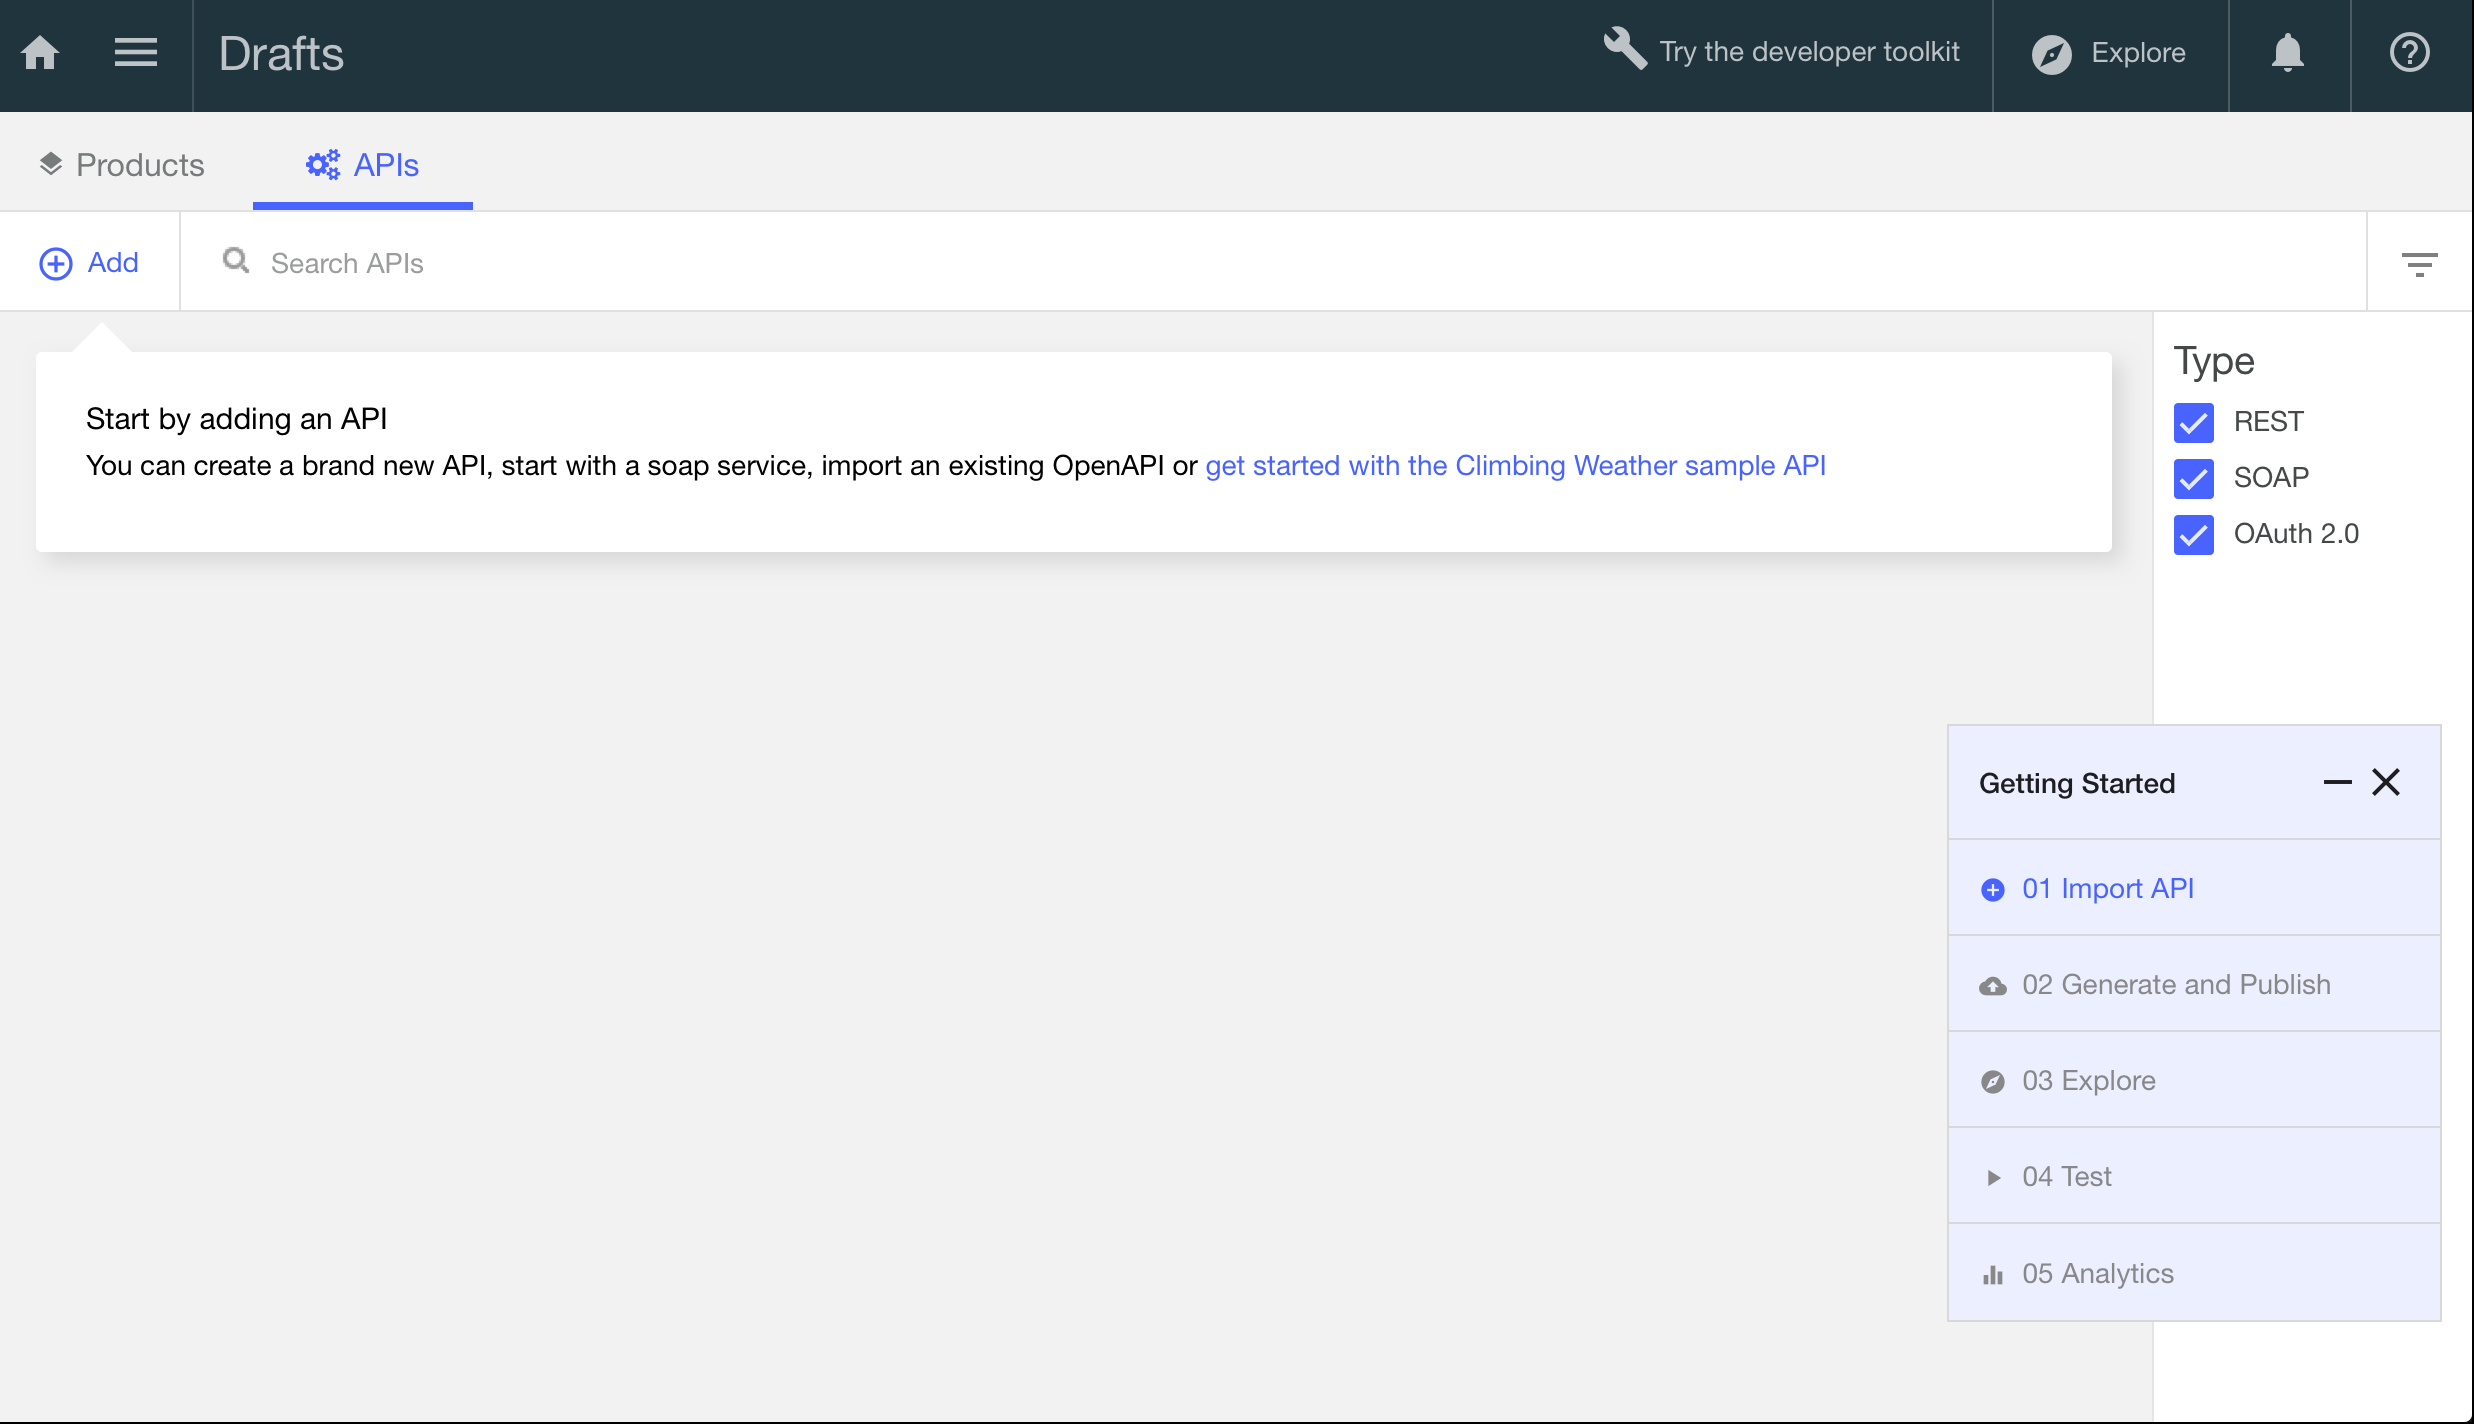 Drafts
Try the developer toolkit
Explore
Products
APIs
Add
Search APIs
Start by adding an API
You can create a brand new API, start with a soap service, import an existing OpenAPI or get started with the Climbing Weather sample API
Type
REST
SOAP
OAuth 2.0
Getting Started
01 Import API
02 Generate and Publish
03 Explore
04 Test
05 Analytics